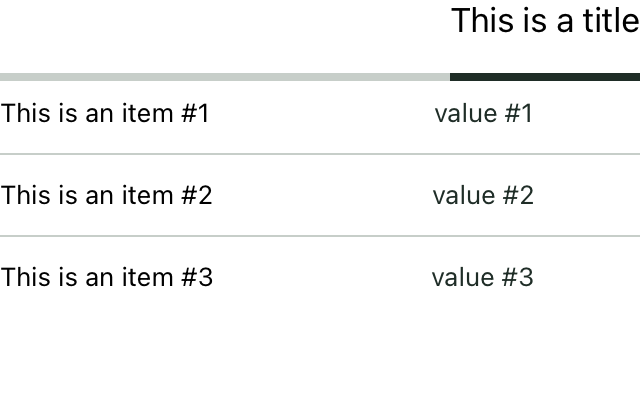 This is a title
This is an item #1 value #1
This is an item #2 value #2
This is an item #3 value #3